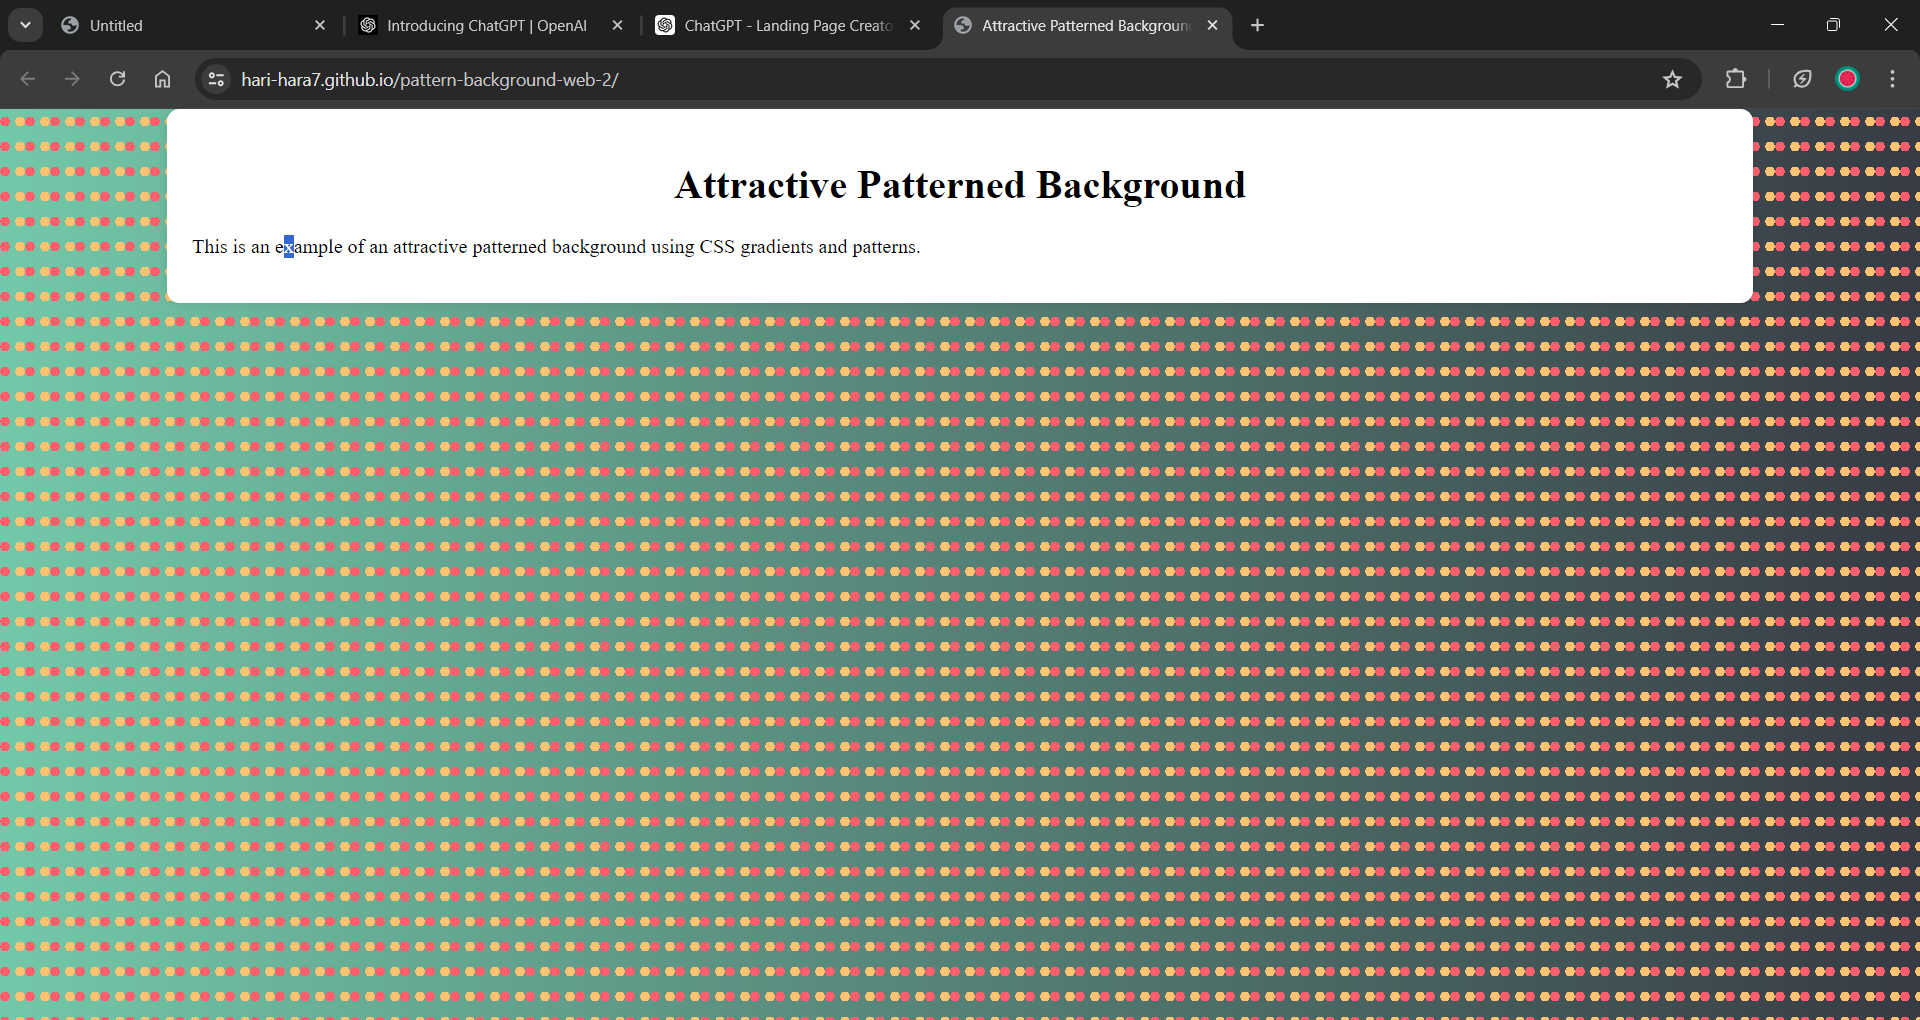 Untitled
Introducing ChatGPT | OpenAI
ChatGPT - Landing Page Creato
Attractive Patterned Backgroun
hari-hara7.github.io/pattern-background-web-2/
Attractive Patterned Background
This is an example of an attractive patterned background using CSS gradients and patterns.